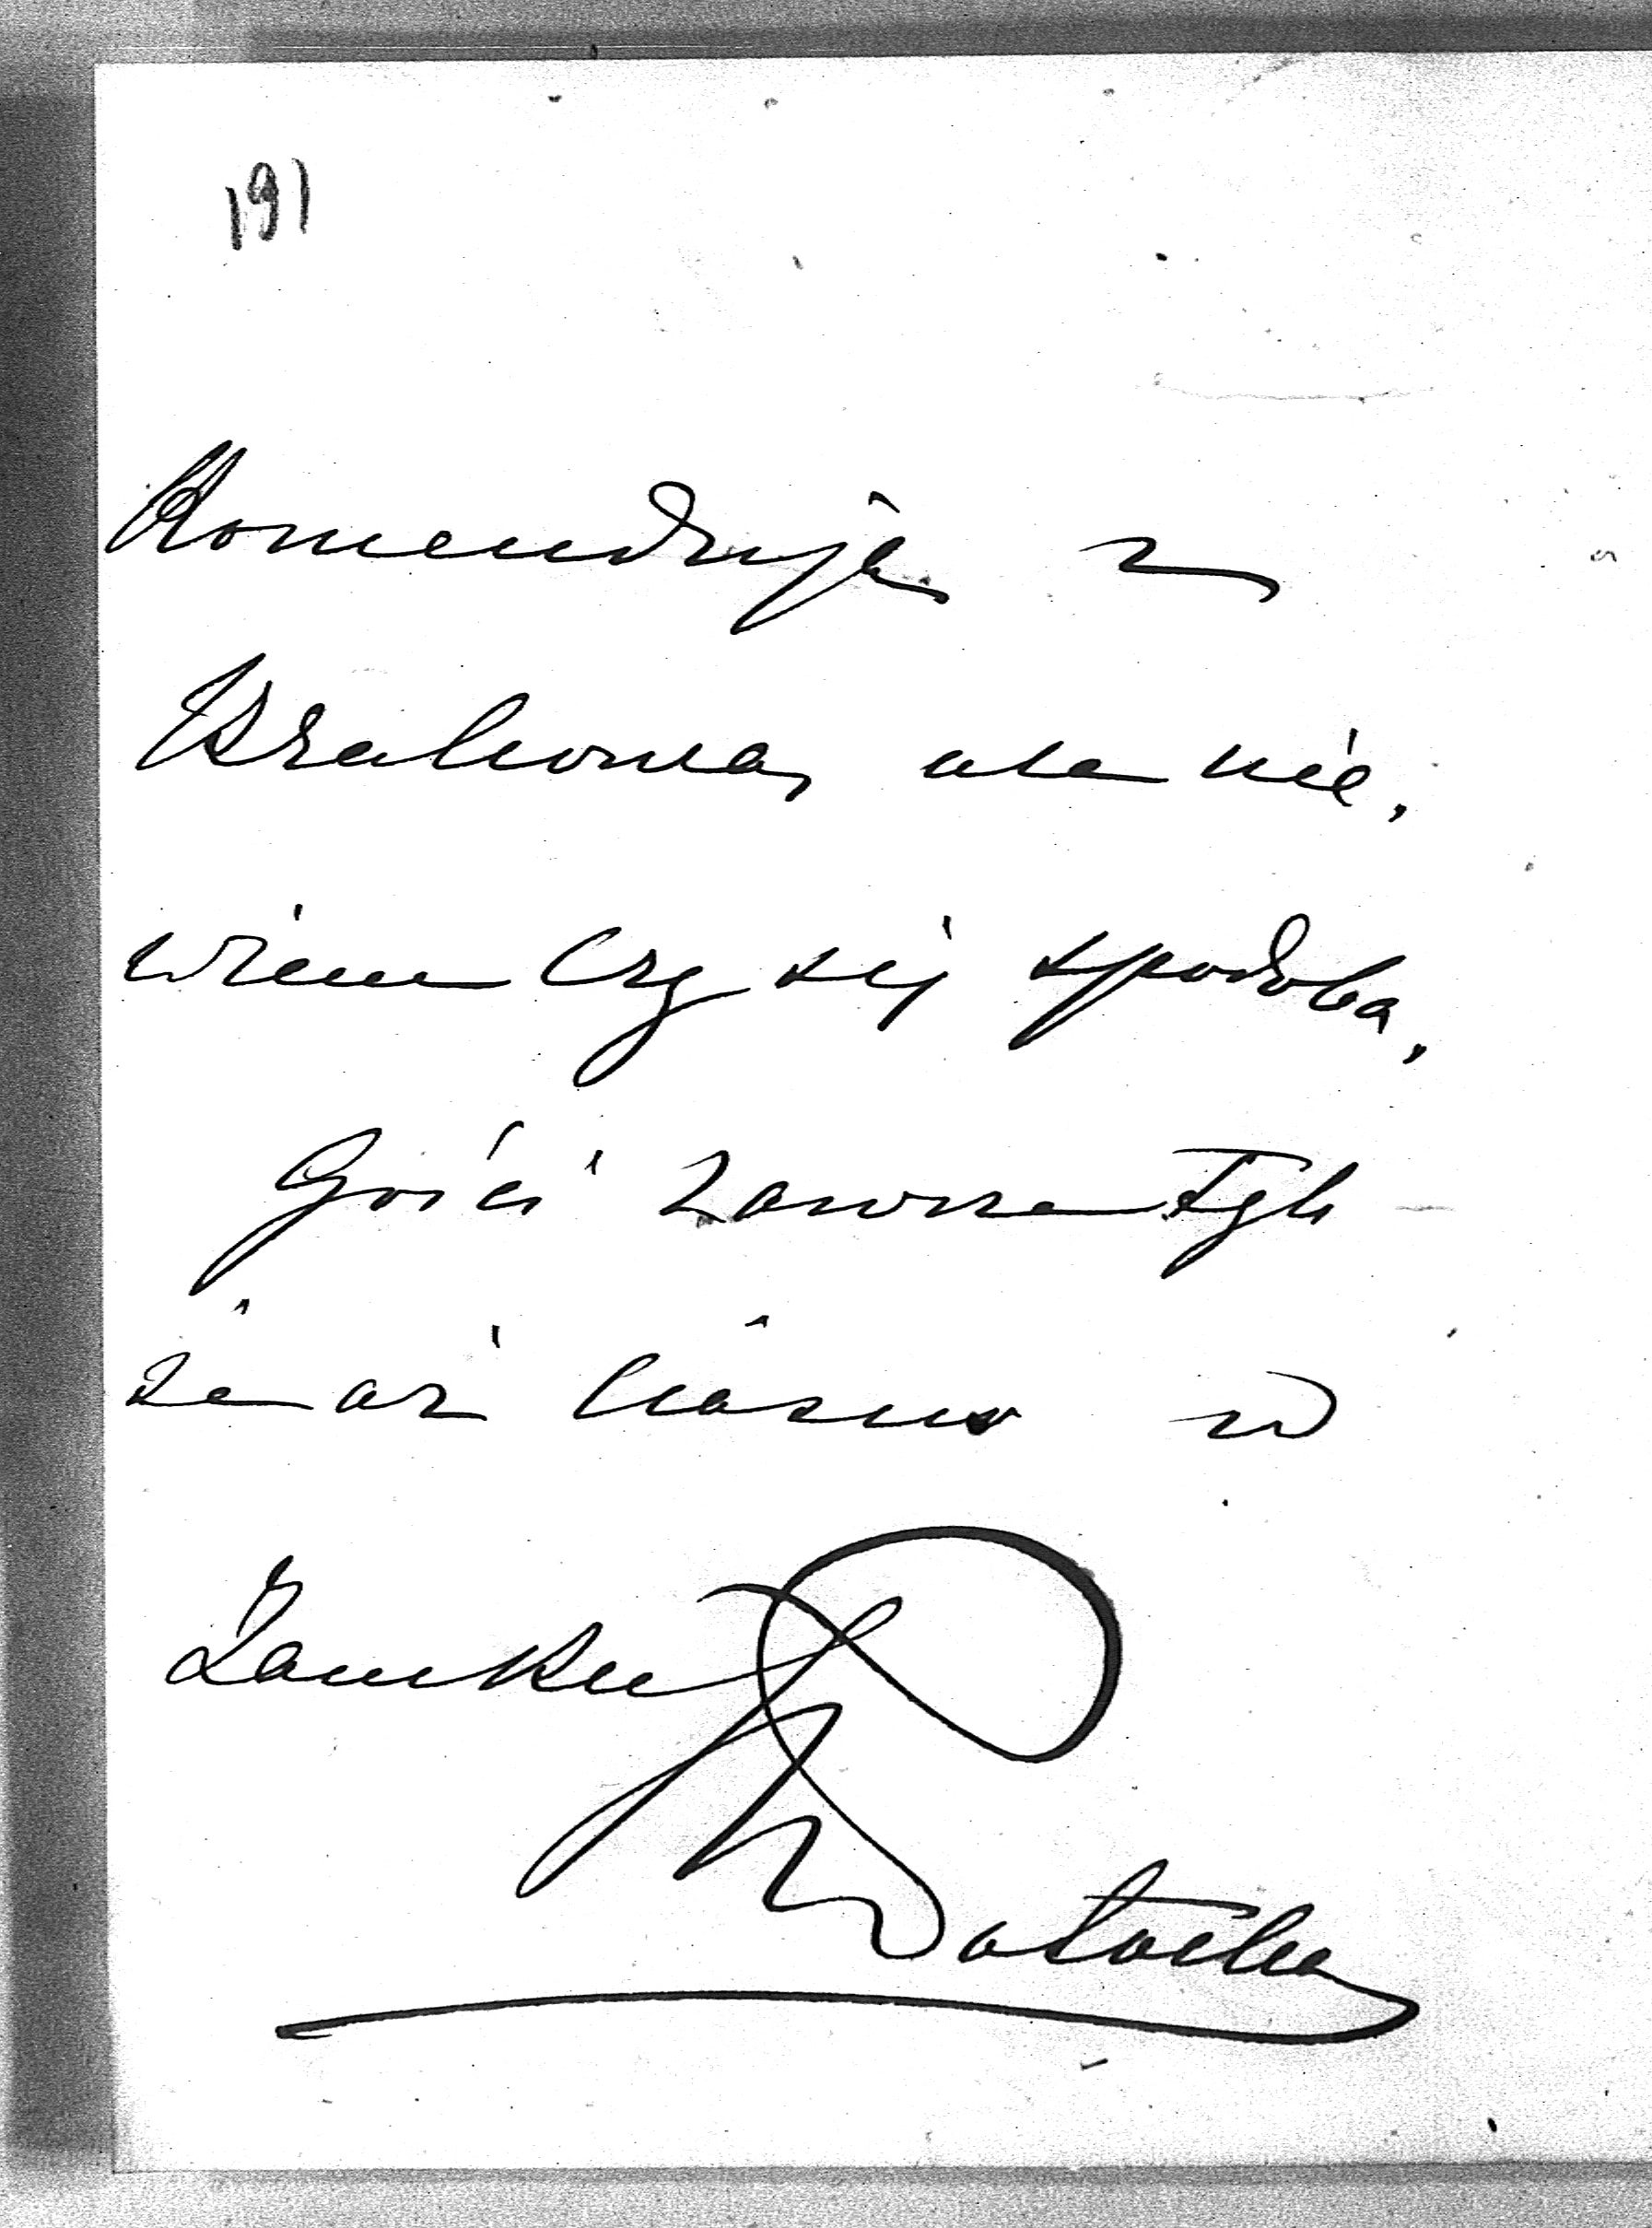 191
Komenderuję z
Krakowa, ale nie,
wiem czy się spodoba,
Gości zawsze tyle
że aż ciasno w
Zamku
Potocka